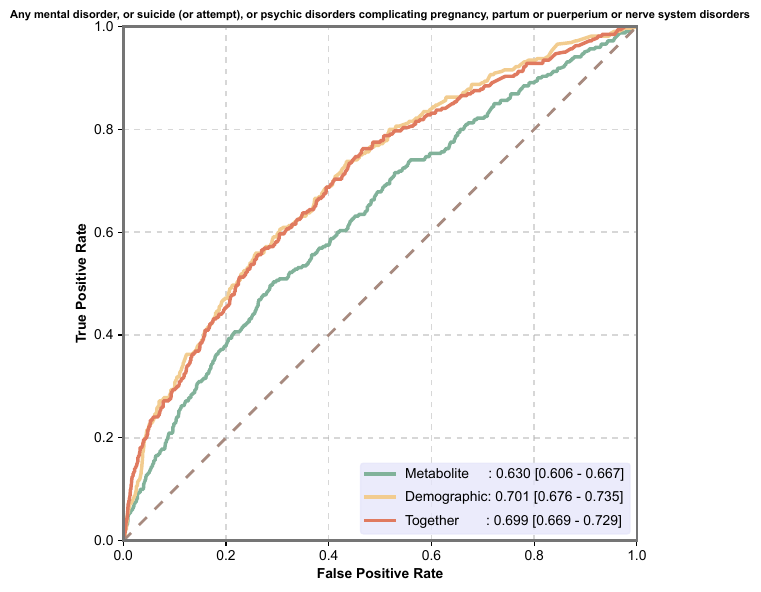 Any mental disorder, or suicide (or attempt), or psychic disorders complicating pregnancy, partum or puerperium or nerve system disorders
1.0
0.8
0.6
0.4
0.2
0.0
True Positive Rate
Metabolite : 0.630 [0.606 - 0.667]
Demographic: 0.701 [0.676 - 0.735]
Together : 0.699 [0.669 - 0.729]
0.0 0.2 0.4 0.6 0.8 1.0
False Positive Rate